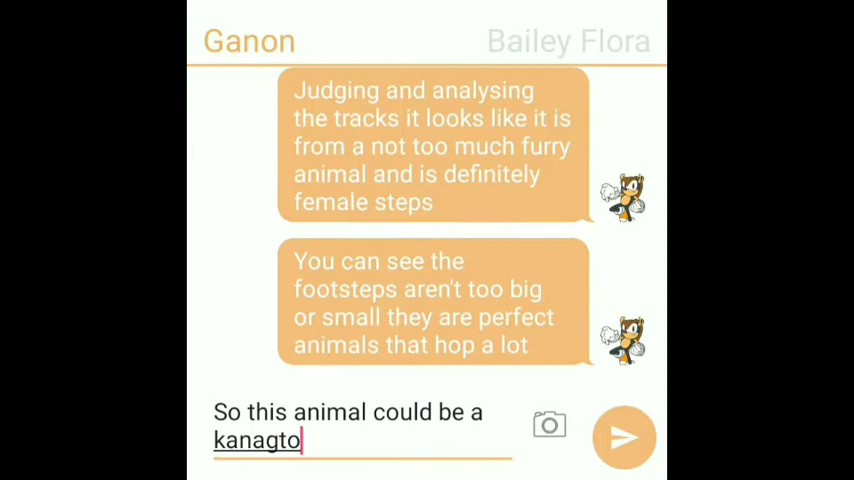 Ganon
Bailey Flora
Judging and analysing
the tracks it looks like it is
from a not too much furry
animal and is definitely
female steps
You can see the
footsteps aren't too big
or small they are perfect
animals that hop a lot
So this animal could be a
kanagto